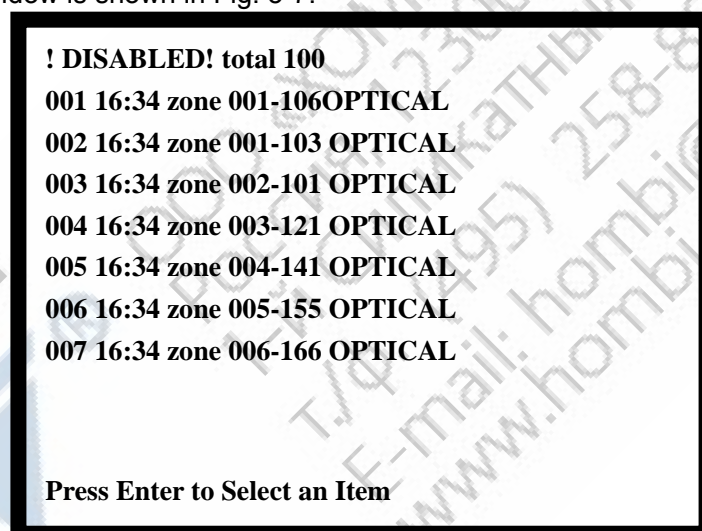 ! DISABLED! total 100
001 16:34 zone 001-106OPTICAL
002 16:34 zone 001-103 OPTICAL
003 16:34 zone 002-101 OPTICAL
004 16:34 zone 003-121 OPTICAL
005 16:34 zone 004-141 OPTICAL
006 16:34 zone 005-155 OPTICAL
007 16:34 zone 006-166 OPTICAL
Press Enter to Select an Item